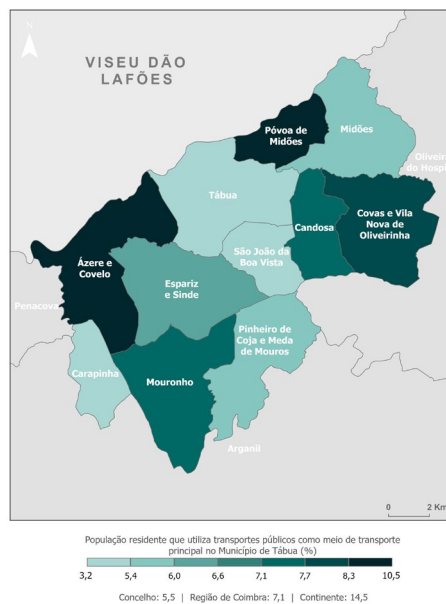 N
VISEU DÃO
LAFÕES
Póvoa de
Midões
Midões
Oliveira
do Hospi
Tábua
Candosa
Covas e Vila
Nova de
Oliveirinha
São João da
Boa Vista
Ázere e
Covelo
Espariz
e Sinde
Penacova
Pinheiro de
Coja e Meda
de Mouros
Carapinha
Mouronho
Arganil
0 2 Km
População residente que utiliza transportes públicos como meio de transporte
principal no Município de Tábua (%)
3,2 5,4 6,0 6,6 7,1 7,7 8,3 10,5
Concelho: 5,5 | Região de Coimbra: 7,1 | Continente: 14,5